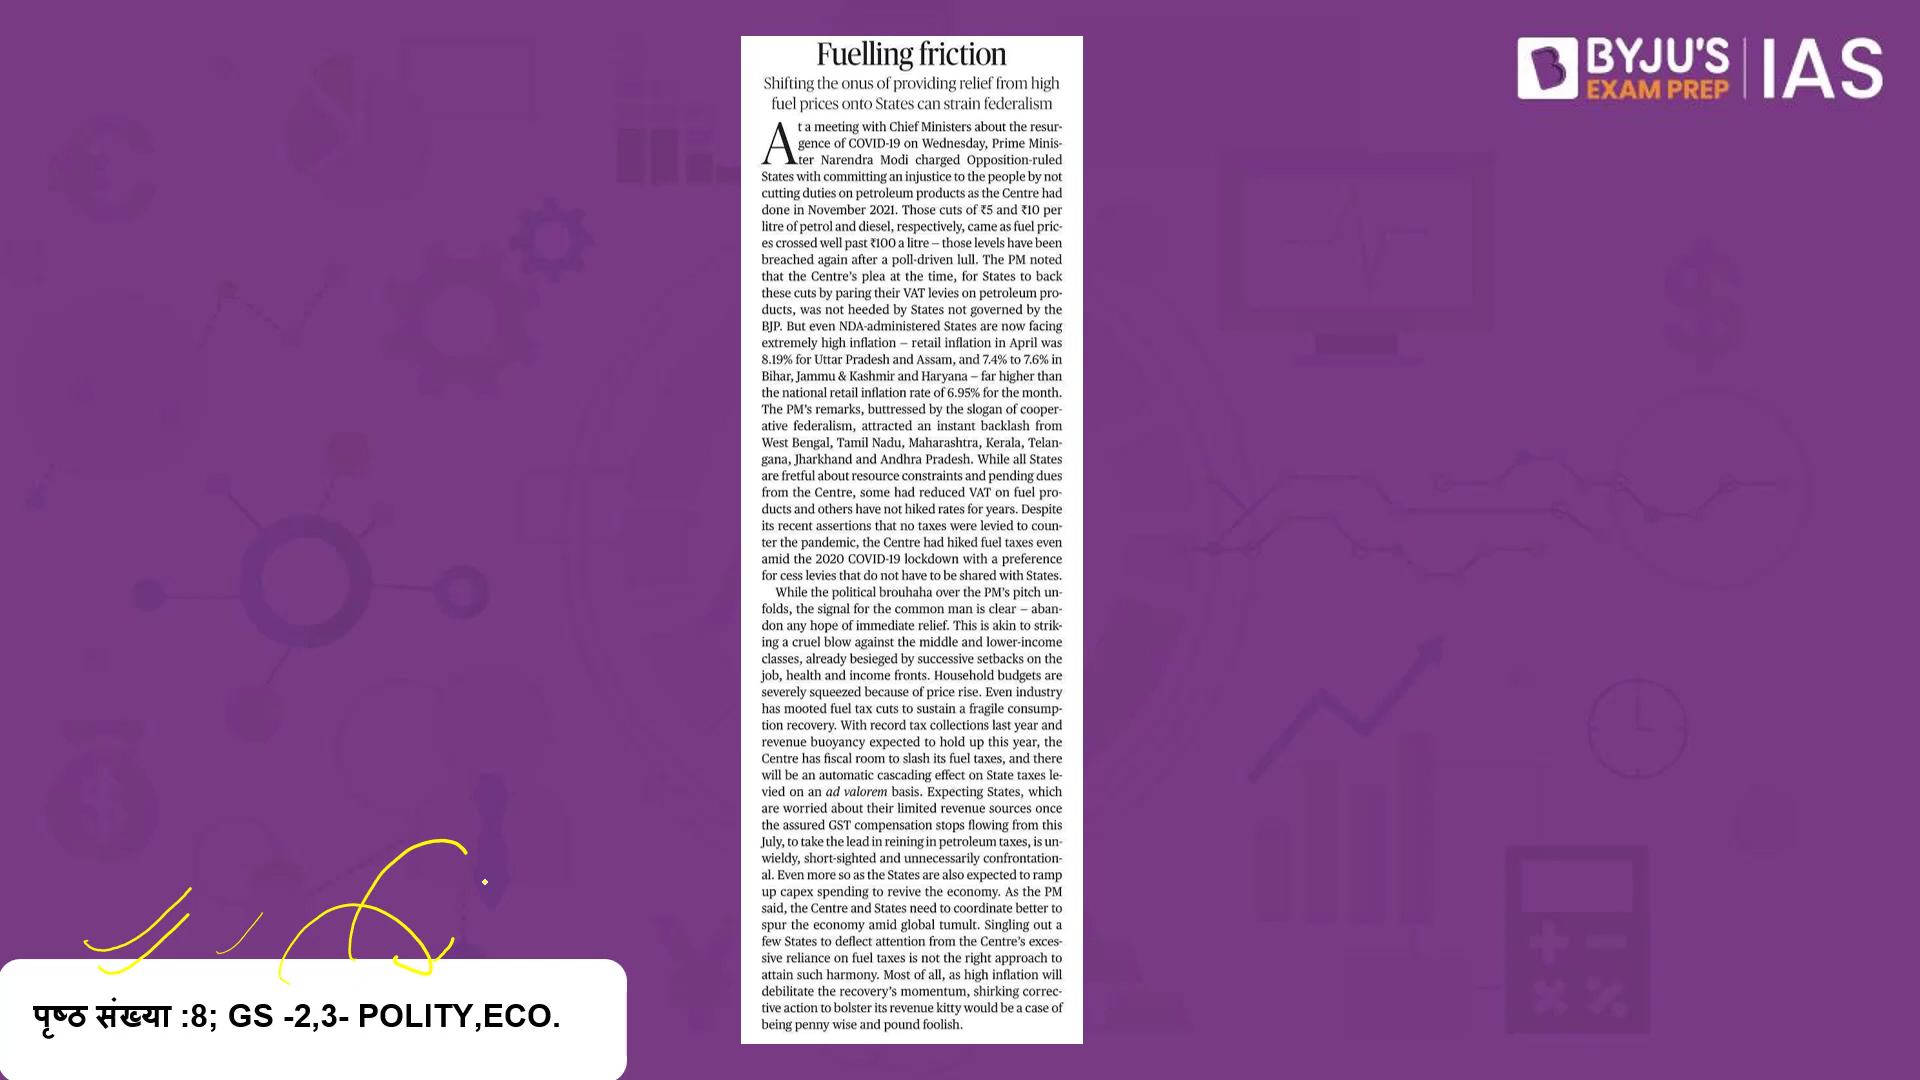 Fuelling friction
Shifting the onus of providing relief from high
fuel prices onto States can strain federalism
At a meeting with Chief Ministers about the resur-
gence of COVID-19 on Wednesday, Prime Minis-
ter Narendra Modi charged Opposition-ruled
States with committing an injustice to the people by not
cutting duties on petroleum products as the Centre had
done in November 2021. Those cuts of ₹5 and ₹10 per
litre of petrol and diesel, respectively, came as fuel pric-
es crossed well past ₹100 a litre – those levels have been
breached again after a poll-driven lull. The PM noted
that the Centre's plea at the time, for States to back
these cuts by paring their VAT levies on petroleum pro-
ducts, was not heeded by States not governed by the
BJP. But even NDA-administered States are now facing
extremely high inflation – retail inflation in April was
8.19% for Uttar Pradesh and Assam, and 7.4% to 7.6% in
Bihar, Jammu & Kashmir and Haryana – far higher than
the national retail inflation rate of 6.95% for the month.
The PM's remarks, buttressed by the slogan of cooper-
ative federalism, attracted an instant backlash from
West Bengal, Tamil Nadu, Maharashtra, Kerala, Telan-
gana, Jharkhand and Andhra Pradesh. While all States
are fretful about resource constraints and pending dues
from the Centre, some had reduced VAT on fuel pro-
ducts and others have not hiked rates for years. Despite
its recent assertions that no taxes were levied to coun-
ter the pandemic, the Centre had hiked fuel taxes even
amid the 2020 COVID-19 lockdown with a preference
for cess levies that do not have to be shared with States.
While the political brouhaha over the PM's pitch un-
folds, the signal for the common man is clear – aban-
don any hope of immediate relief. This is akin to strik-
ing a cruel blow against the middle and lower-income
classes, already besieged by successive setbacks on the
job, health and income fronts. Household budgets are
severely squeezed because of price rise. Even industry
has mooted fuel tax cuts to sustain a fragile consump-
tion recovery. With record tax collections last year and
revenue buoyancy expected to hold up this year, the
Centre has fiscal room to slash its fuel taxes, and there
will be an automatic cascading effect on State taxes le-
vied on an ad valorem basis. Expecting States, which
are worried about their limited revenue sources once
the assured GST compensation stops flowing from this
July, to take the lead in reining in petroleum taxes, is un-
wieldy, short-sighted and unnecessarily confrontation-
al. Even more so as the States are also expected to ramp
up capex spending to revive the economy. As the PM
said, the Centre and States need to coordinate better to
spur the economy amid global tumult. Singling out a
few States to deflect attention from the Centre's exces-
sive reliance on fuel taxes is not the right approach to
attain such harmony. Most of all, as high inflation will
debilitate the recovery's momentum, shirking correc-
tive action to bolster its revenue kitty would be a case of
being penny wise and pound foolish.
BYJU'S
EXAM PREP
IAS
पृष्ठ संख्या :8; GS -2,3- POLITY,ECO.